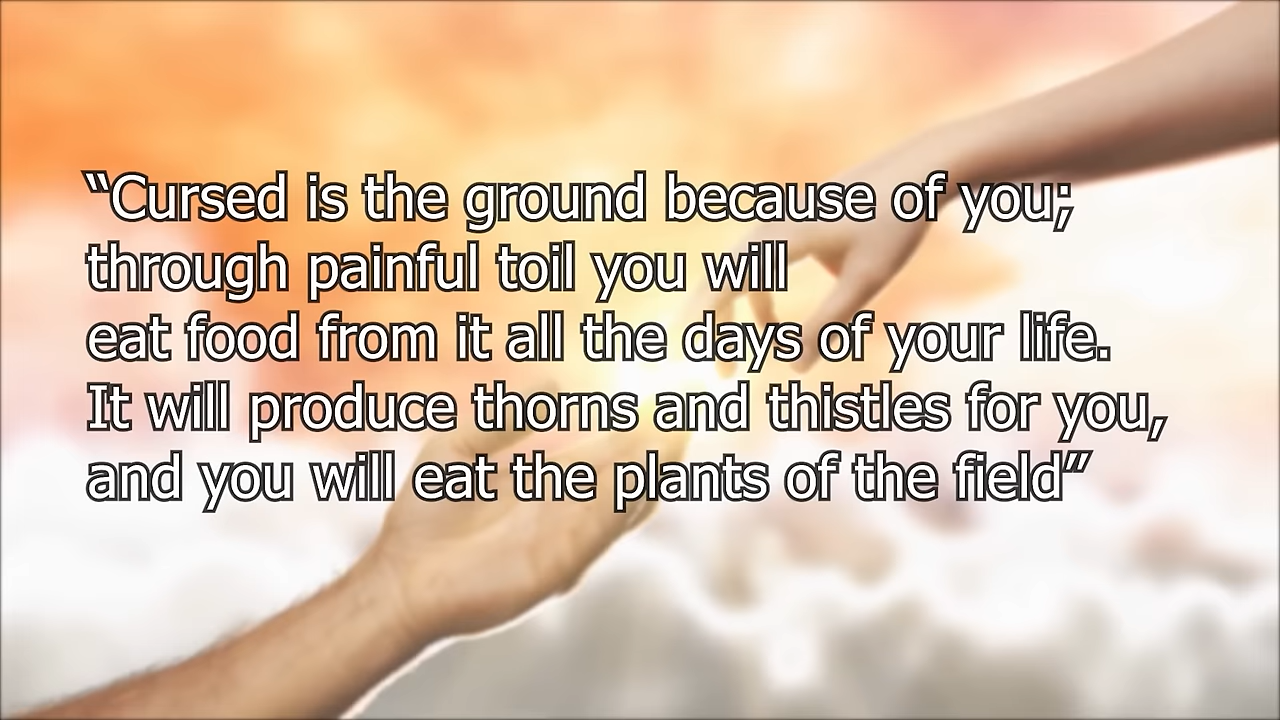 “Cursed is the ground because of you;
through painful toil you will
eat food from it all the days of your life.
It will produce thorns and thistles for you,
and you will eat the plants of the field”